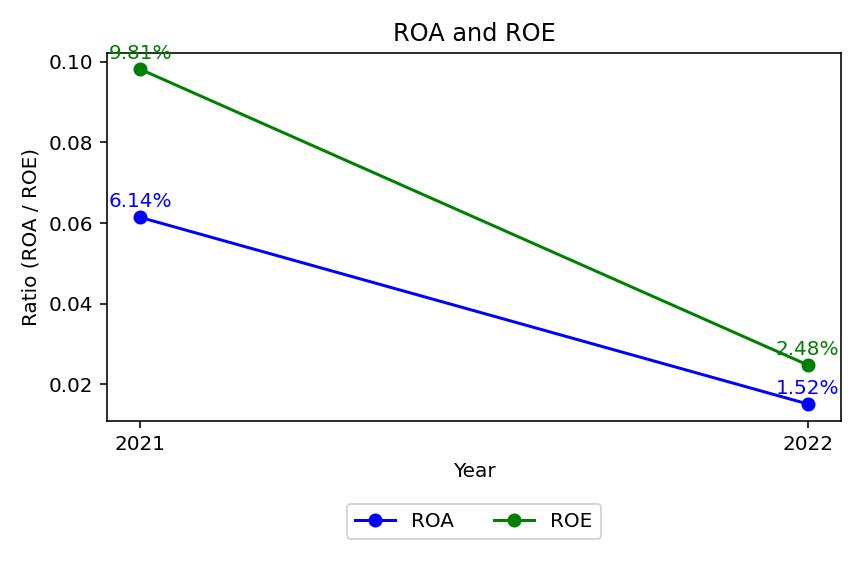 ROA and ROE
Ratio (ROA / ROE)
0.10
0.08
0.06
0.04
0.02
9.81%
6.14%
2.48%
1.52%
2021
2022
Year
ROA
ROE